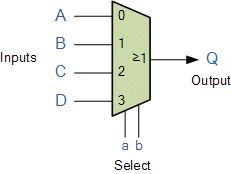 A 0
B 1
Inputs ≥1 Q
C 2 Output
D 3
a b
Select